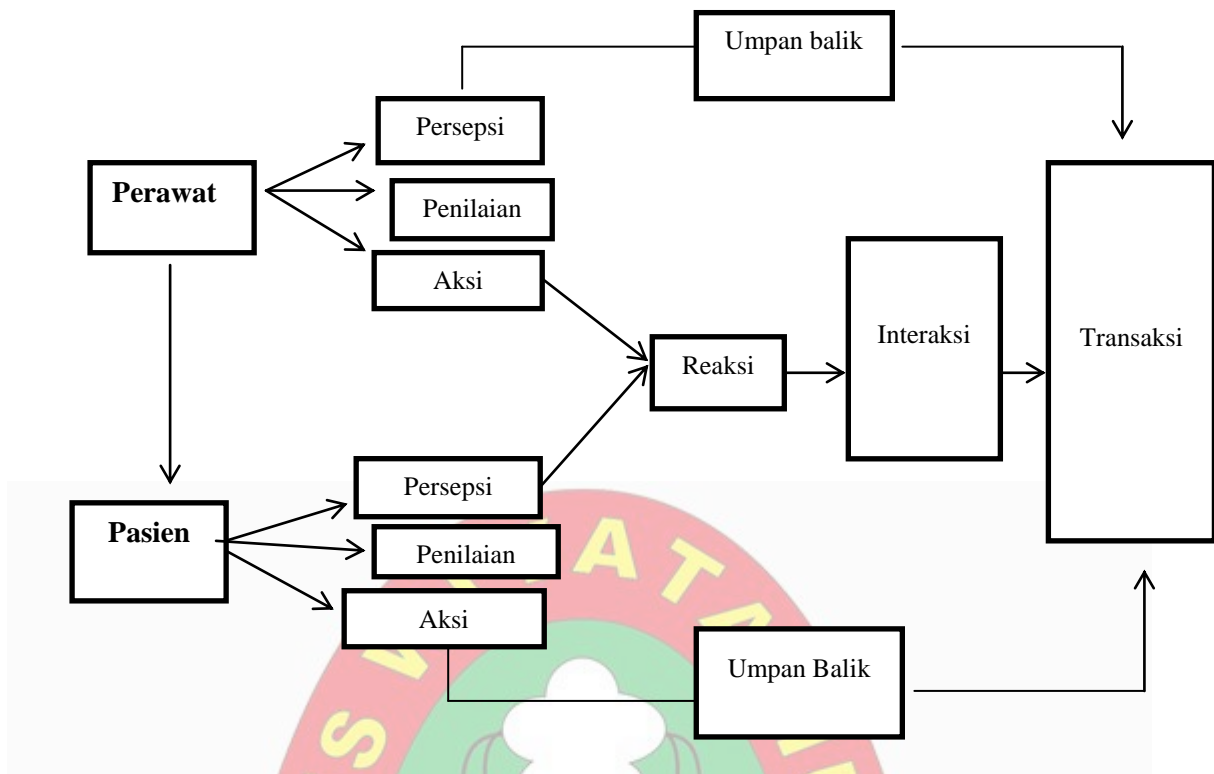 Umpan balik
Persepsi
Perawat
Penilaian
Aksi
Reaksi
Interaksi
Transaksi
Persepsi
Pasien
Penilaian
Aksi
Umpan Balik